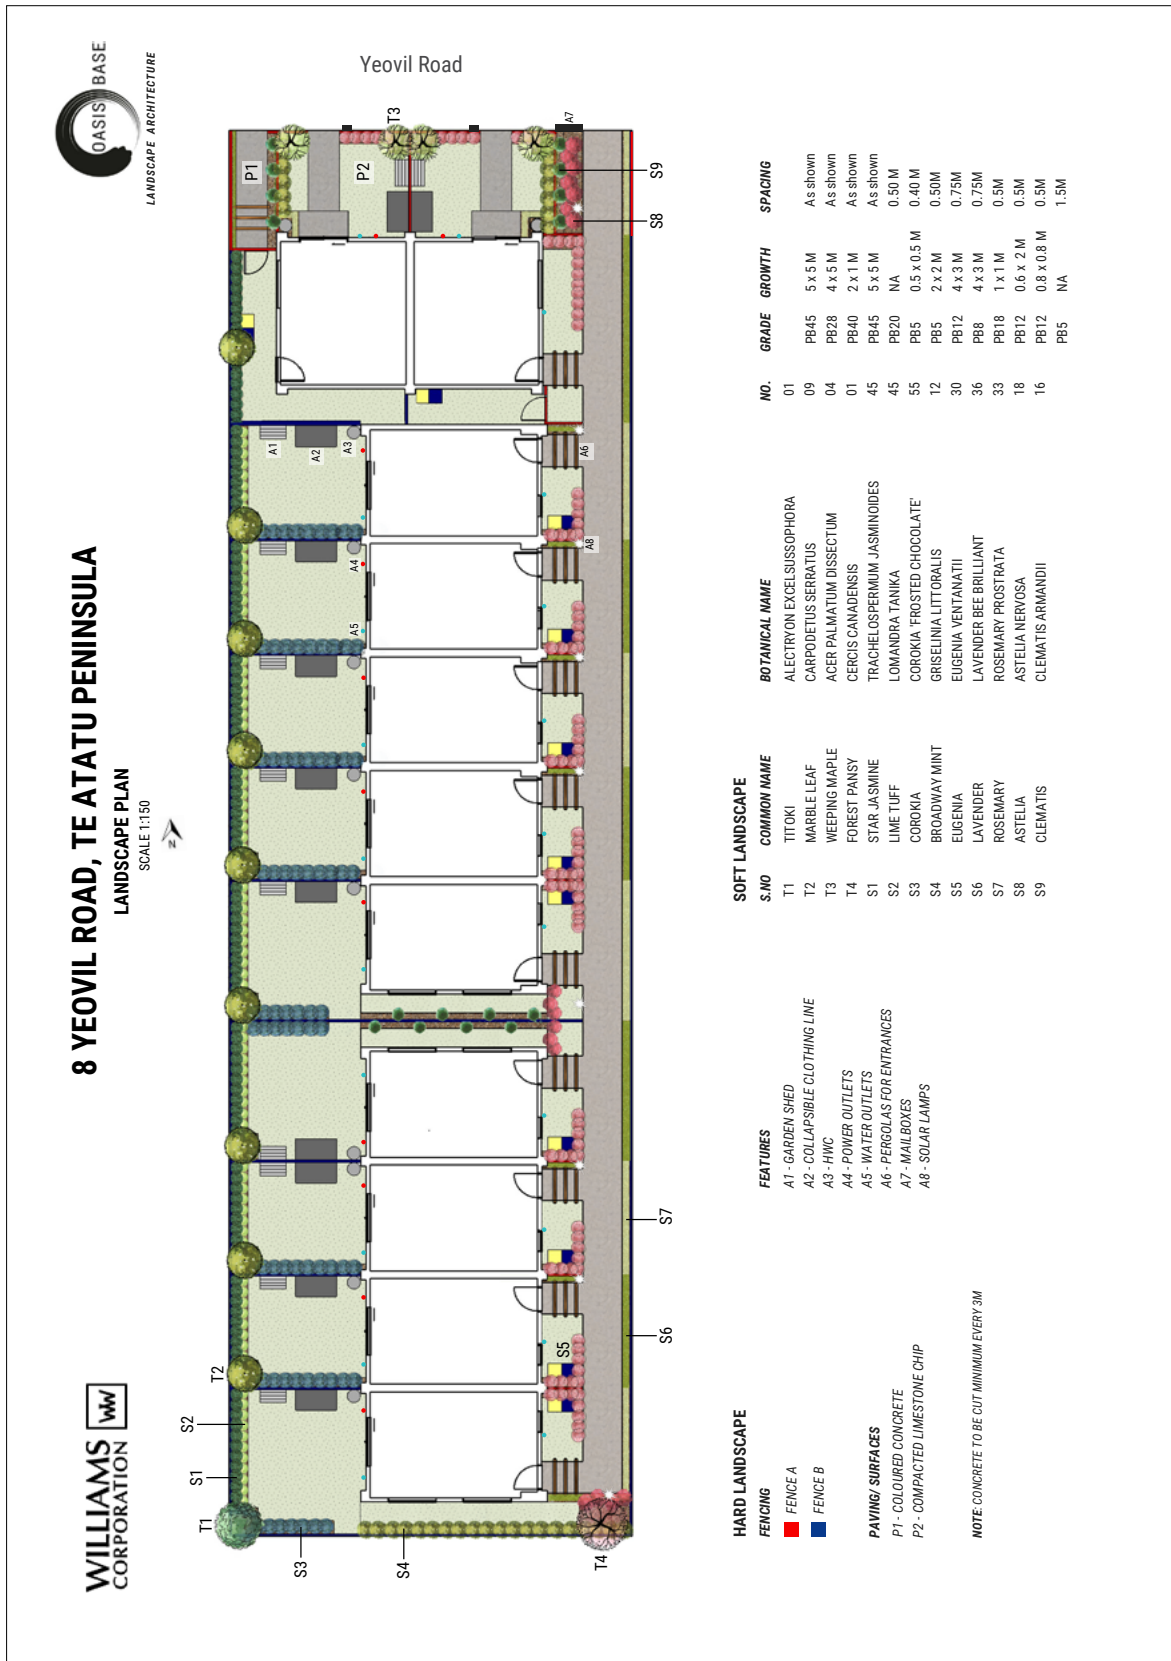 WILLIAMS
CORPORATION
WW
8 YEOVIL ROAD, TE ATATU PENINSULA
LANDSCAPE PLAN
SCALE 1:150
N
OASIS BASE
LANDSCAPE ARCHITECTURE
Yeovil Road
T1
S1
S2
T2
S3
S4
T4
S5
S6
S7
A1
A2
A3
A4
A5
A6
A8
P1
P2
T3
A7
S8
S9
HARD LANDSCAPE
FENCING
FENCE A
FENCE B
PAVING/ SURFACES
P1 - COLOURED CONCRETE
P2 - COMPACTED LIMESTONE CHIP
NOTE: CONCRETE TO BE CUT MINIMUM EVERY 3M
FEATURES
A1 - GARDEN SHED
A2 - COLLAPSIBLE CLOTHING LINE
A3 - HWC
A4 - POWER OUTLETS
A5 - WATER OUTLETS
A6 - PERGOLAS FOR ENTRANCES
A7 - MAILBOXES
A8 - SOLAR LAMPS
SOFT LANDSCAPE
S.NO COMMON NAME BOTANICAL NAME NO. GRADE GROWTH SPACING
T1 TITOKI ALECTRYON EXCELSUSSOPHORA 01
T2 MARBLE LEAF CARPODETUS SERRATUS 09 PB45 5 x 5 M As shown
T3 WEEPING MAPLE ACER PALMATUM DISSECTUM 04 PB28 4 x 5 M As shown
T4 FOREST PANSY CERCIS CANADENSIS 01 PB40 2 x 1 M As shown
S1 STAR JASMINE TRACHELOSPERMUM JASMINOIDES 45 PB45 5 x 5 M As shown
S2 LIME TUFF LOMANDRA TANIKA 45 PB20 NA 0.50 M
S3 COROKIA COROKIA 'FROSTED CHOCOLATE' 55 PB5 0.5 x 0.5 M 0.40 M
S4 BROADWAY MINT GRISELINIA LITTORALIS 12 PB5 2 x 2 M 0.50M
S5 EUGENIA EUGENIA VENTANATII 30 PB12 4 x 3 M 0.75M
S6 LAVENDER LAVENDER BEE BRILLIANT 36 PB8 4 x 3 M 0.75M
S7 ROSEMARY ROSEMARY PROSTRATA 33 PB18 1 x 1 M 0.5M
S8 ASTELIA ASTELIA NERVOSA 18 PB12 0.6 x 2 M 0.5M
S9 CLEMATIS CLEMATIS ARMANDII 16 PB12 0.8 x 0.8 M 0.5M
PB5 NA 1.5M